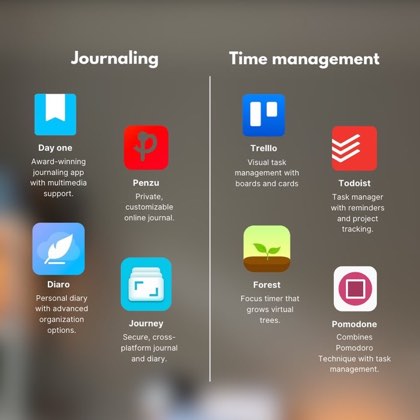 Journaling
Day one
Award-winning
journaling app
with multimedia
support.
Penzu
Private,
customizable
online journal.
Diaro
Personal diary
with advanced
organization
options.
Journey
Secure, cross-
platform journal
and diary.
Time management
Trelllo
Visual task
management with
boards and cards
Todoist
Task manager
with reminders
and project
tracking.
Forest
Focus timer that
grows virtual
trees.
Pomodone
Combines
Pomodoro
Technique with task
management.